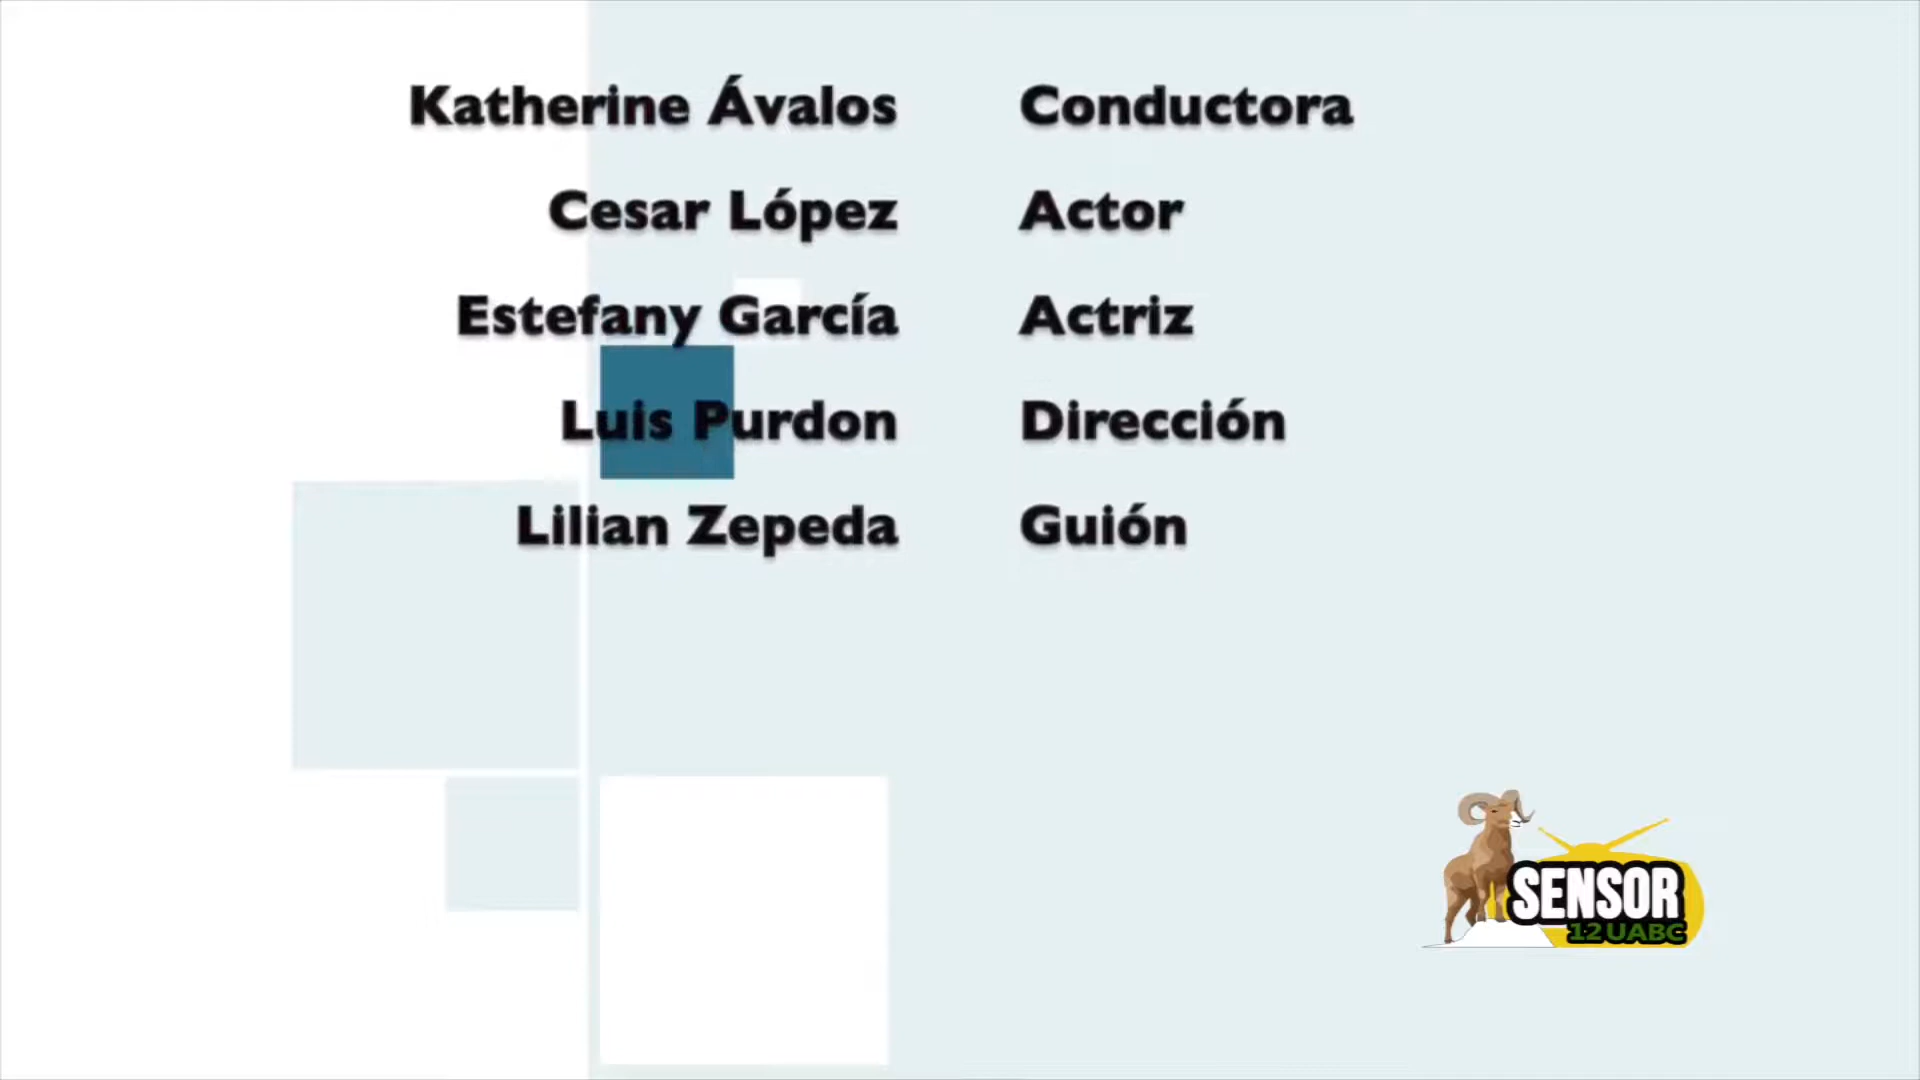 Katherine Ávalos Conductora
Cesar López Actor
Estefany García Actriz
Luis Purdon Dirección
Lilian Zepeda Guión
SENSOR
12 UABC